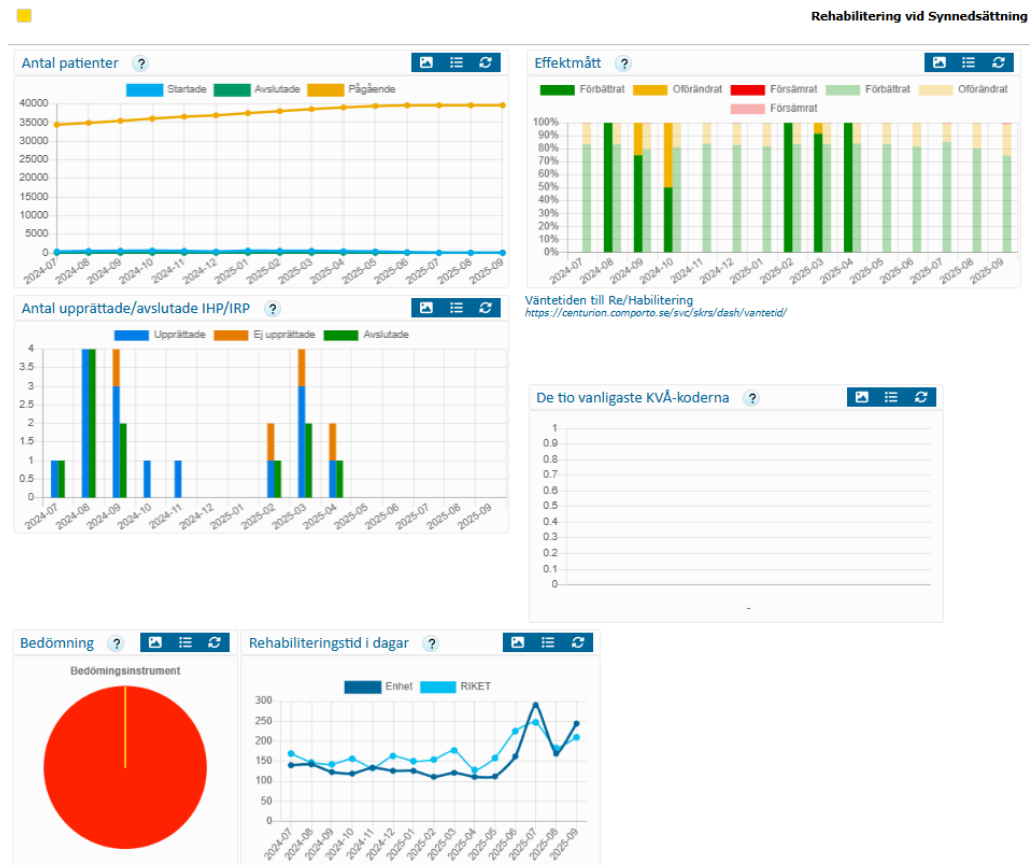 Rehabilitering vid Synnedsättning
Antal patienter ?
Startade Avslutade Pågående
40000
35000
30000
25000
20000
15000
10000
5000
0
2024-07 2024-08 2024-09 2024-10 2024-11 2024-12 2025-01 2025-02 2025-03 2025-04 2025-05 2025-06 2025-07 2025-08 2025-09
Effektmått ?
Förbättrat Oförändrat Försämrat Förbättrat Oförändrat
Försämrat
100%
90%
80%
70%
60%
50%
40%
30%
20%
10%
0%
2024-07 2024-08 2024-09 2024-10 2024-11 2024-12 2025-01 2025-02 2025-03 2025-04 2025-05 2025-06 2025-07 2025-08 2025-09
Antal upprättade/avslutade IHP/IRP ?
Upprättade Ej upprättade Avslutade
4
3.5
3
2.5
2
1.5
1
0.5
0
2024-07 2024-08 2024-09 2024-10 2024-11 2024-12 2025-01 2025-02 2025-03 2025-04 2025-05 2025-06 2025-07 2025-08 2025-09
Väntetiden till Re/Habilitering
https://centurion.comporto.se/svc/skrs/dash/vantetid/
De tio vanligaste KVÅ-koderna ?
1
0.9
0.8
0.7
0.6
0.5
0.4
0.3
0.2
0.1
0
-
Bedömning ?
Bedömingsinstrument
Rehabiliteringstid i dagar ?
Enhet RIKET
300
250
200
150
100
50
0
2024-07 2024-08 2024-09 2024-10 2024-11 2024-12 2025-01 2025-02 2025-03 2025-04 2025-05 2025-06 2025-07 2025-08 2025-09